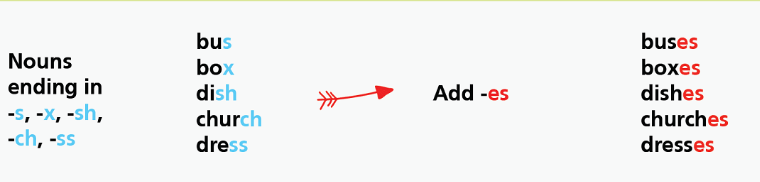 Nouns
ending in
-s, -x, -sh,
-ch, -ss
bus
box
dish
church
dress
Add -es
buses
boxes
dishes
churches
dresses